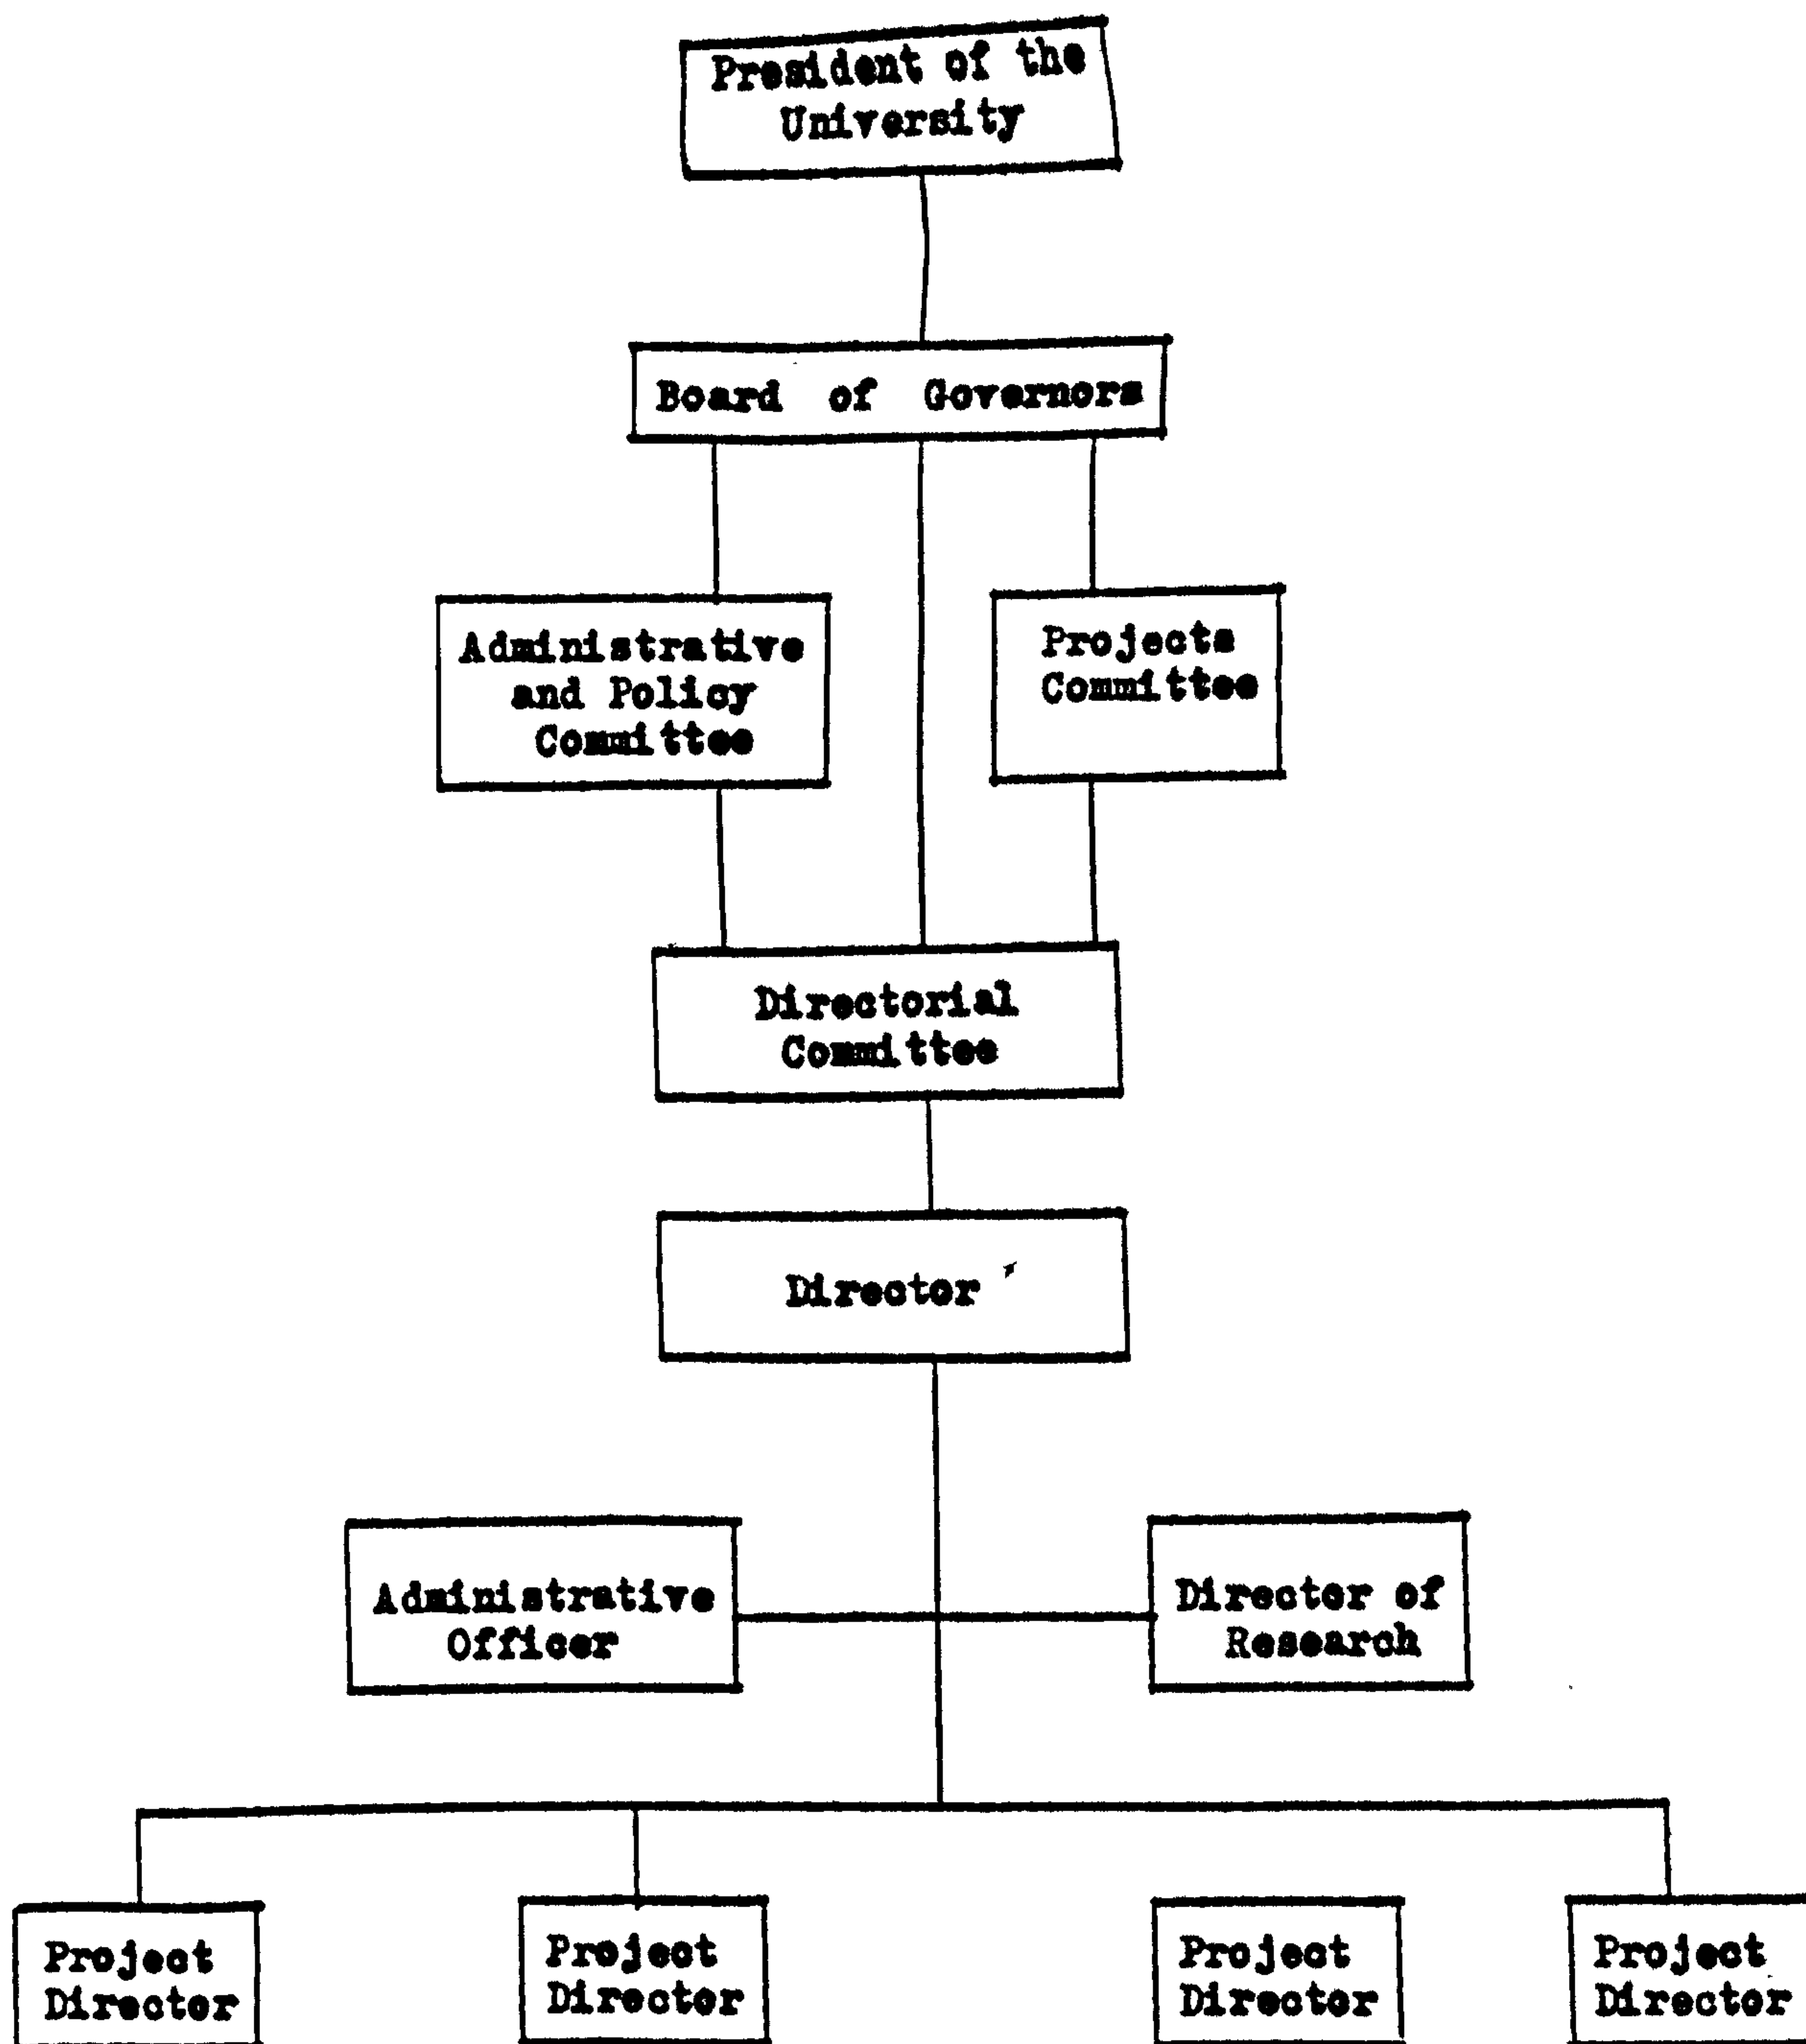 President of the
University
Board of Governors
Administrative
and Policy
Committee
Projects
Committee
Directorial
Committee
Director
Administrative
Officer
Director of
Research
Project
Director
Project
Director
Project
Director
Project
Director